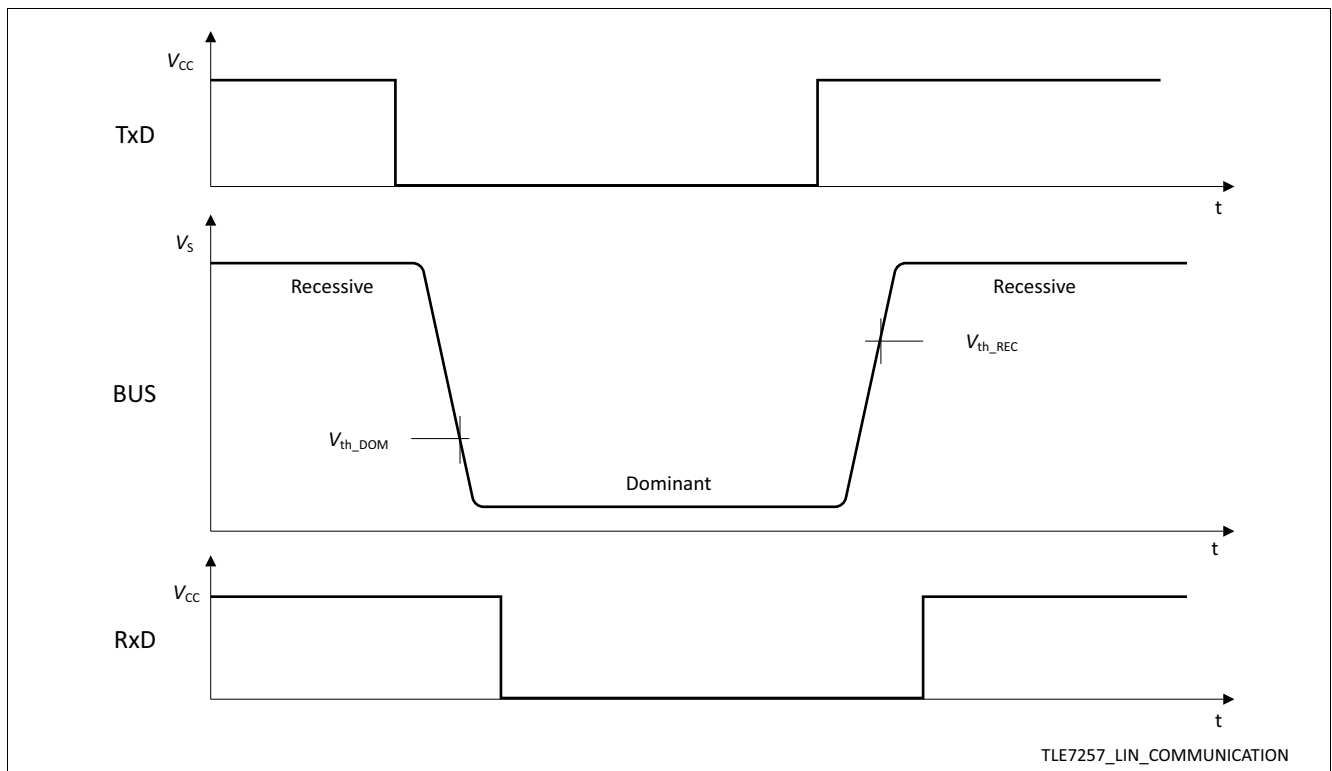 V_CC
TxD
t
V_S
Recessive
Recessive
V_th_REC
BUS
V_th_DOM
Dominant
t
V_CC
RxD
t
TLE7257_LIN_COMMUNICATION